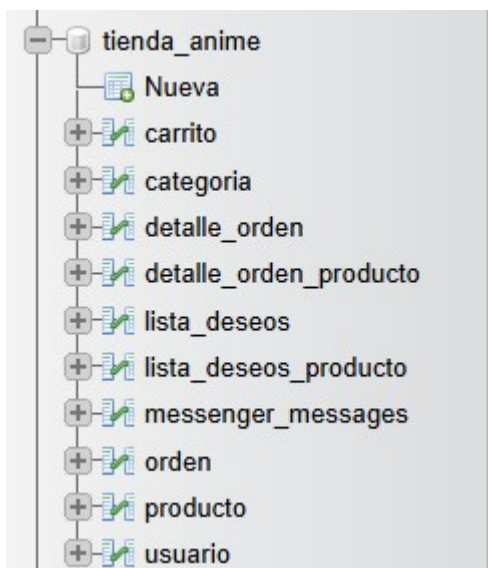 tienda_anime
Nueva
carrito
categoria
detalle_orden
detalle_orden_producto
lista_deseos
lista_deseos_producto
messenger_messages
orden
producto
usuario